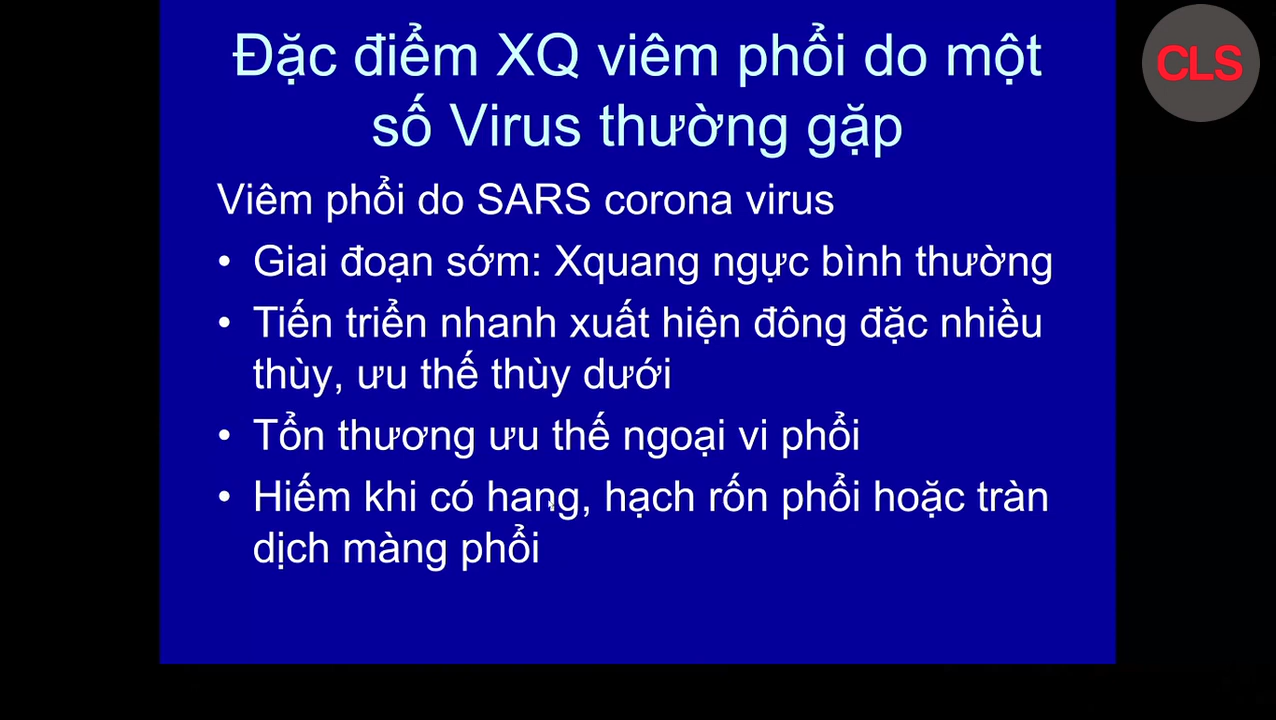 CLS
Đặc điểm XQ viêm phổi do một
số Virus thường gặp
Viêm phổi do SARS corona virus
• Giai đoạn sớm: Xquang ngực bình thường
• Tiến triển nhanh xuất hiện đông đặc nhiều
thùy, ưu thế thùy dưới
• Tổn thương ưu thế ngoại vi phổi
• Hiếm khi có hang, hạch rốn phổi hoặc tràn
dịch màng phổi